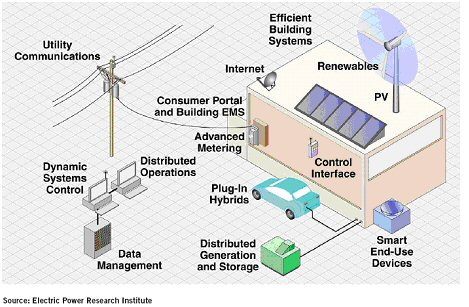 Efficient
Building
Systems
Utility
Communications
Renewables
Internet
PV
Consumer Portal
and Building EMS
Advanced
Metering
Control
Interface
Dynamic
Systems
Control
Distributed
Operations
Plug-In
Hybrids
Data
Management
Distributed
Generation
and Storage
Smart
End-Use
Devices
Source: Electric Power Research Institute